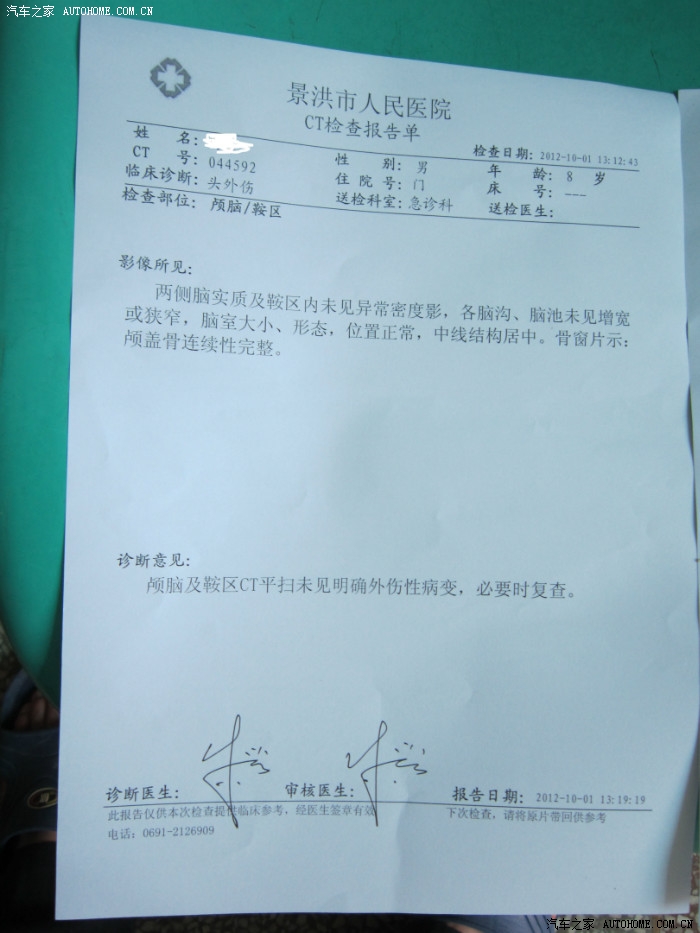 汽车之家 AUTOHOME.COM.CN
景洪市人民医院
CT检查报告单
检查日期: 2012-10-01 13:12:43
姓 名: 性 别: 男 年 龄: 8 岁
CT 号: 044592 住 院 号: 门 床 号: ---
临床诊断: 头外伤 送检科室: 急诊科 送检医生:
检查部位: 颅脑/鞍区
影像所见:
两侧脑实质及鞍区内未见异常密度影，各脑沟、脑池未见增宽
或狭窄，脑室大小、形态，位置正常，中线结构居中。骨窗片示:
颅盖骨连续性完整。
诊断意见:
颅脑及鞍区CT平扫未见明确外伤性病变，必要时复查。
诊断医生: 审核医生: 报告日期: 2012-10-01 13:19:19
此报告仅供本次检查提供临床参考，经医生签章有效 下次检查，请将原片带回供参考
电话: 0691-2126909
汽车之家 AUTOHOME.COM.CN